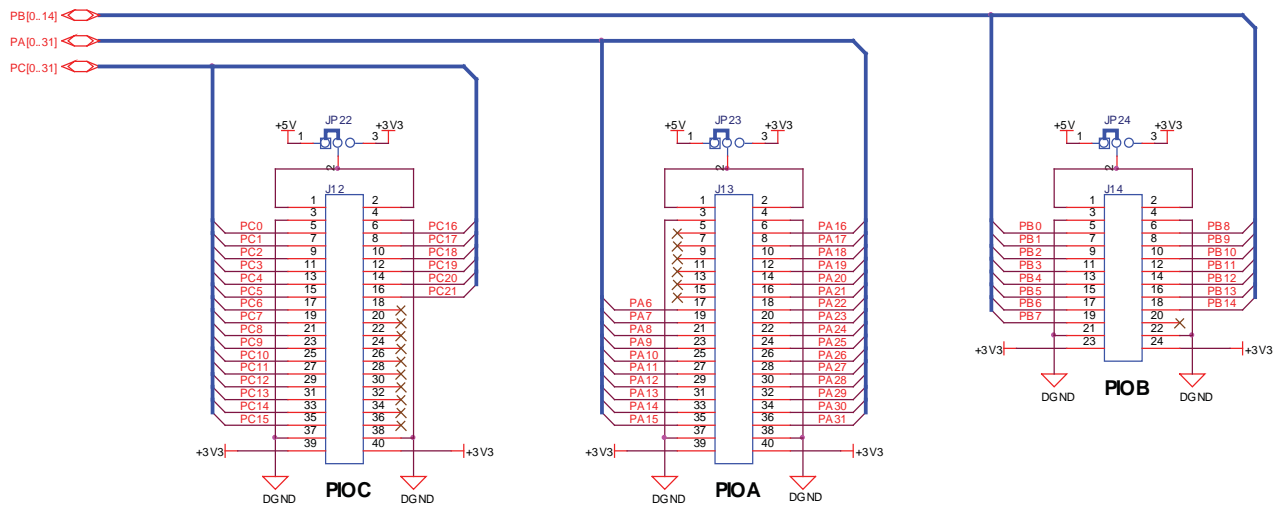 PB[0..14]
PA[0..31]
PC[0..31]
+5V 1 JP22 3 +3V3
2
J12
1 2
3 4
PC0 5 6 PC16
PC1 7 8 PC17
PC2 9 10 PC18
PC3 11 12 PC19
PC4 13 14 PC20
PC5 15 16 PC21
PC6 17 18
PC7 19 20
PC8 21 22
PC9 23 24
PC10 25 26
PC11 27 28
PC12 29 30
PC13 31 32
PC14 33 34
PC15 35 36
37 38
+3V3 39 40 +3V3
DGND PIOC DGND
+5V 1 JP23 3 +3V3
2
J13
1 2
3 4
5 6 PA16
7 8 PA17
9 10 PA18
11 12 PA19
13 14 PA20
15 16 PA21
PA6 17 18 PA22
PA7 19 20 PA23
PA8 21 22 PA24
PA9 23 24 PA25
PA10 25 26 PA26
PA11 27 28 PA27
PA12 29 30 PA28
PA13 31 32 PA29
PA14 33 34 PA30
PA15 35 36 PA31
37 38
+3V3 39 40 +3V3
DGND PIOA DGND
+5V 1 JP24 3 +3V3
2
J14
1 2
3 4
PB0 5 6 PB8
PB1 7 8 PB9
PB2 9 10 PB10
PB3 11 12 PB11
PB4 13 14 PB12
PB5 15 16 PB13
PB6 17 18 PB14
PB7 19 20
21 22
+3V3 23 24 +3V3
DGND PIOB DGND